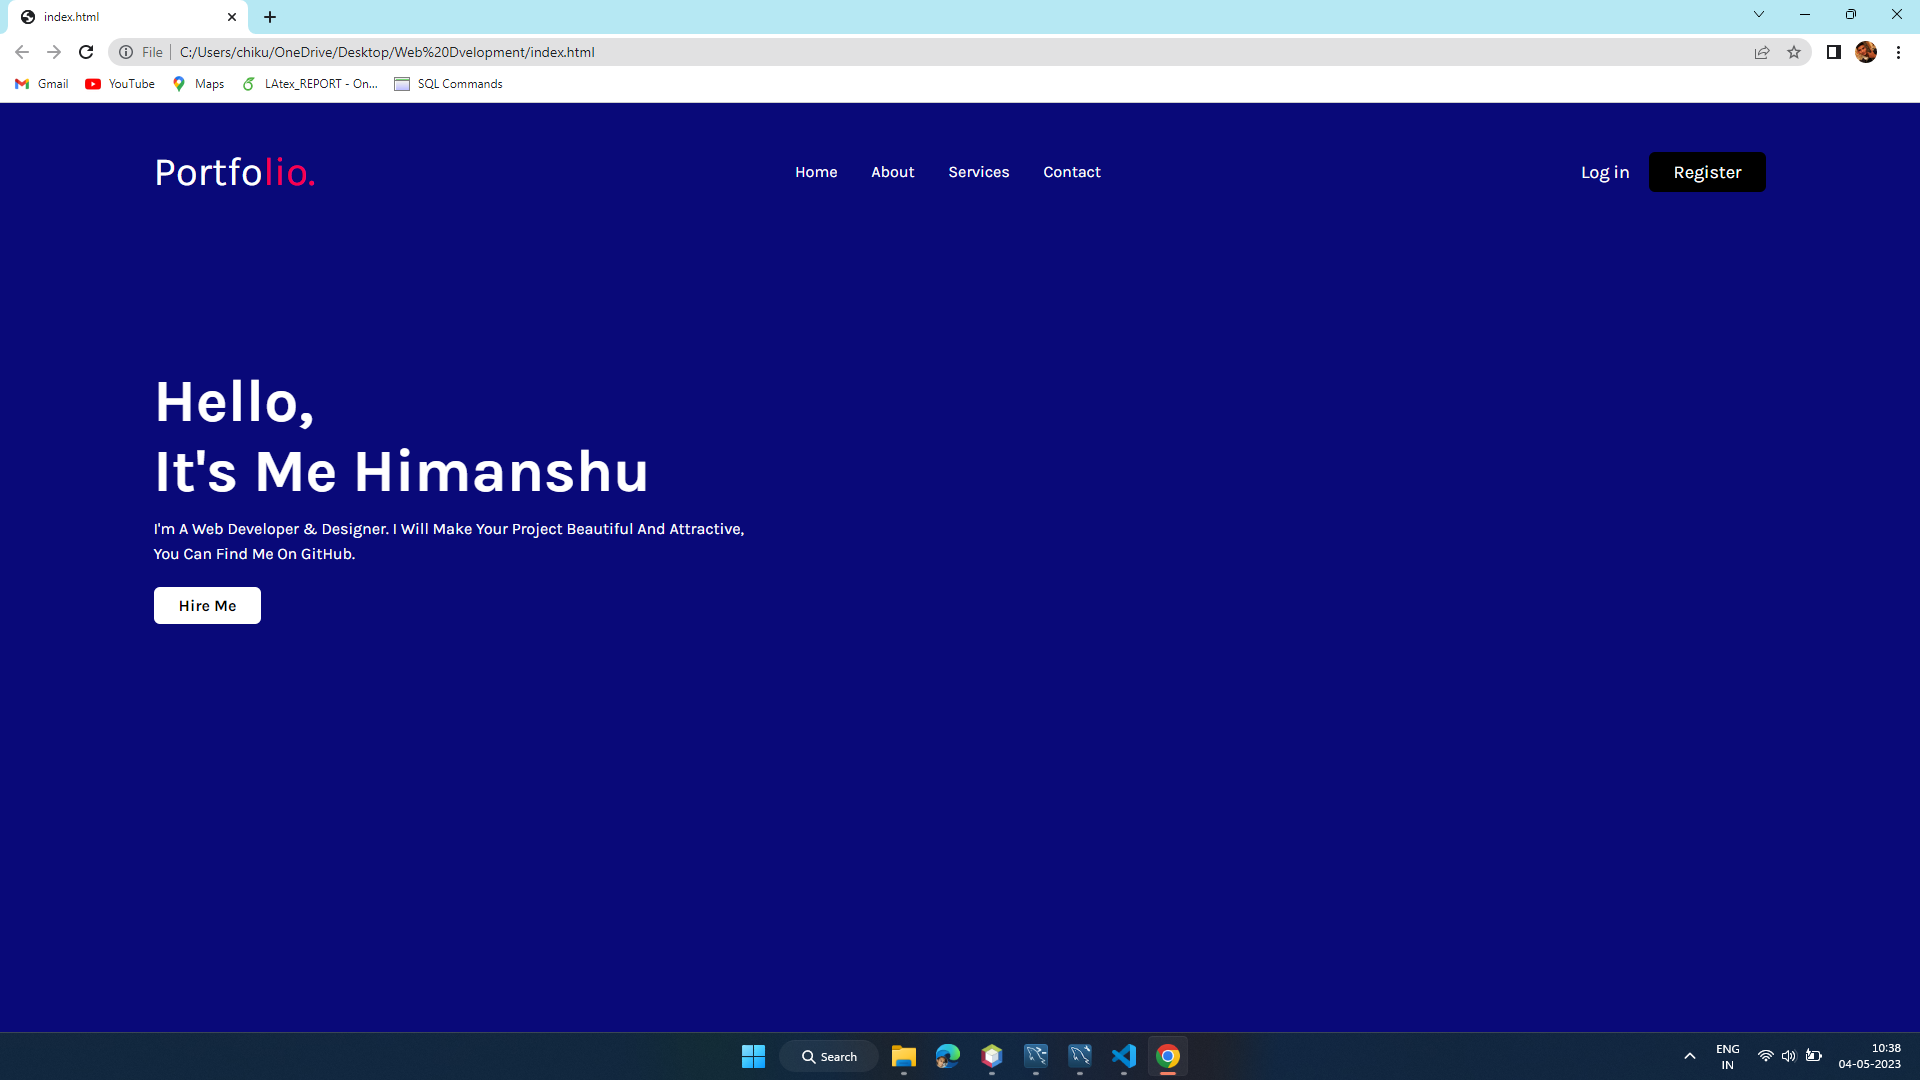 index.html
File
C:/Users/chiku/OneDrive/Desktop/Web%20Dvelopment/index.html
Gmail
YouTube
Maps
LAtex_REPORT - On...
SQL Commands
Portfolio.
Home
About
Services
Contact
Log in
Register
Hello,
It's Me Himanshu
I'm A Web Developer & Designer. I Will Make Your Project Beautiful And Attractive,
You Can Find Me On GitHub.
Hire Me
Search
ENG
IN
10:38
04-05-2023